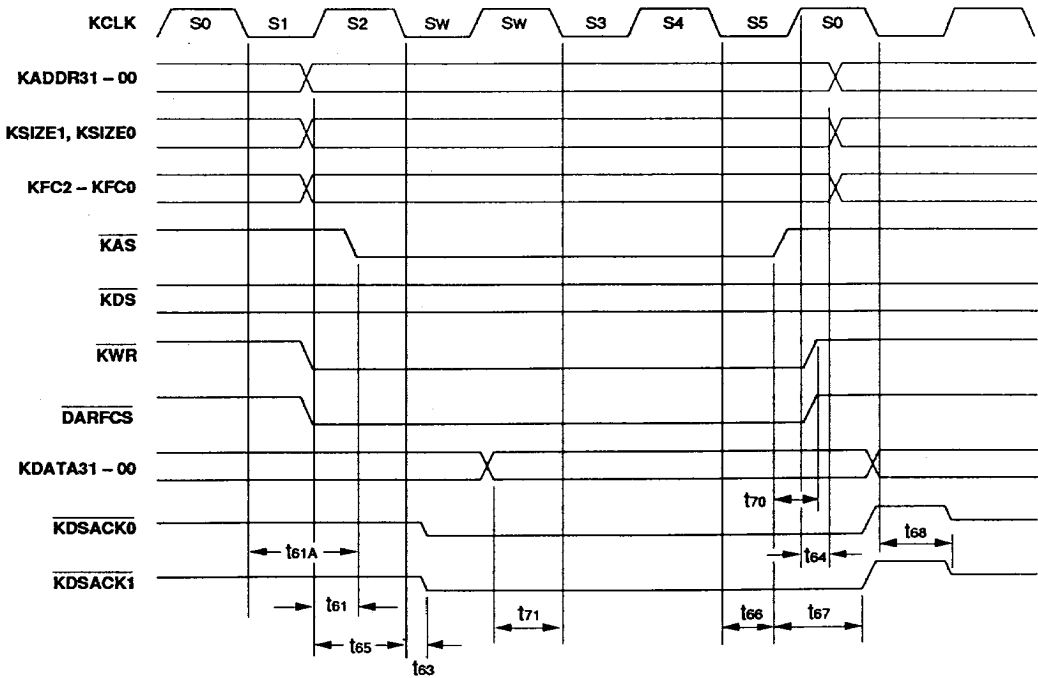 KCLK S0 S1 S2 SW SW S3 S4 S5 S0
KADDR31 – 00
KSIZE1, KSIZE0
KFC2 – KFC0
KAS
KDS
KWR
DARFCS
KDATA31 – 00
t70
KDSACK0
t61A t64 t68
KDSACK1
t61 t71 t66 t67
t65
t63